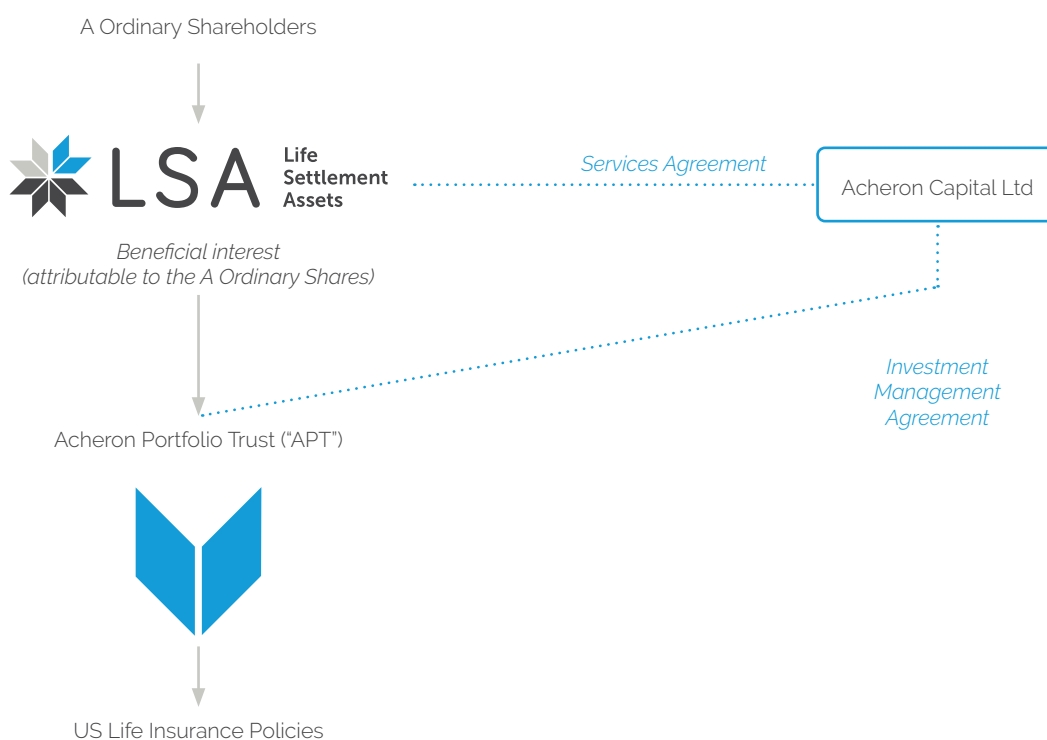 A Ordinary Shareholders
LSA
Life
Settlement
Assets
Services Agreement
Acheron Capital Ltd
Beneficial interest
(attributable to the A Ordinary Shares)
Investment
Management
Agreement
Acheron Portfolio Trust (“APT”)
US Life Insurance Policies